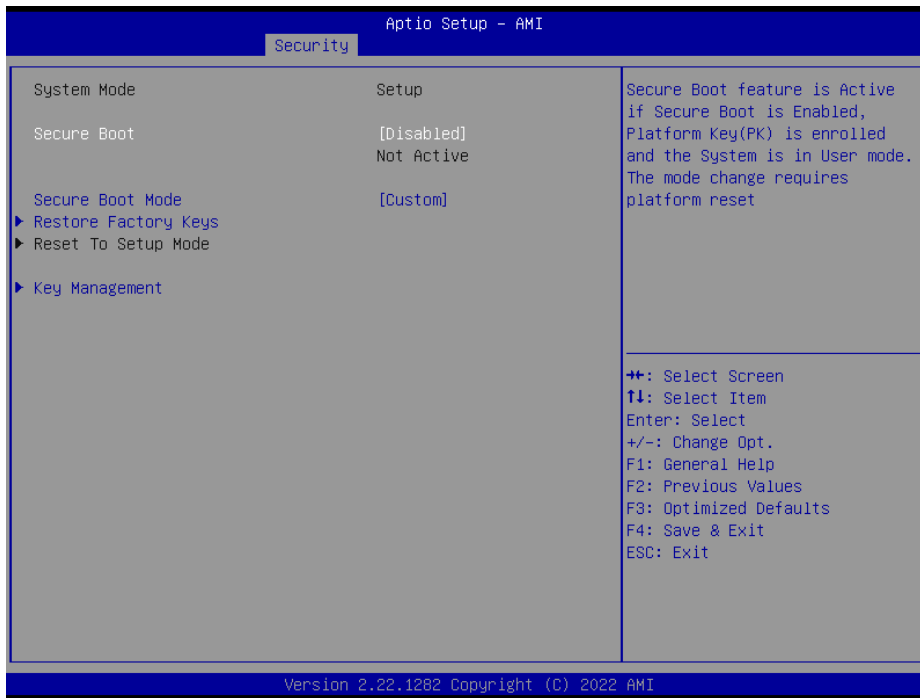 Aptio Setup - AMI
Security
System Mode Setup
Secure Boot [Disabled]
Not Active
Secure Boot Mode [Custom]
Restore Factory Keys
Reset To Setup Mode
Key Management
Secure Boot feature is Active
if Secure Boot is Enabled,
Platform Key(PK) is enrolled
and the System is in User mode.
The mode change requires
platform reset
→←: Select Screen
↑↓: Select Item
Enter: Select
+/-: Change Opt.
F1: General Help
F2: Previous Values
F3: Optimized Defaults
F4: Save & Exit
ESC: Exit
Version 2.22.1282 Copyright (C) 2022 AMI